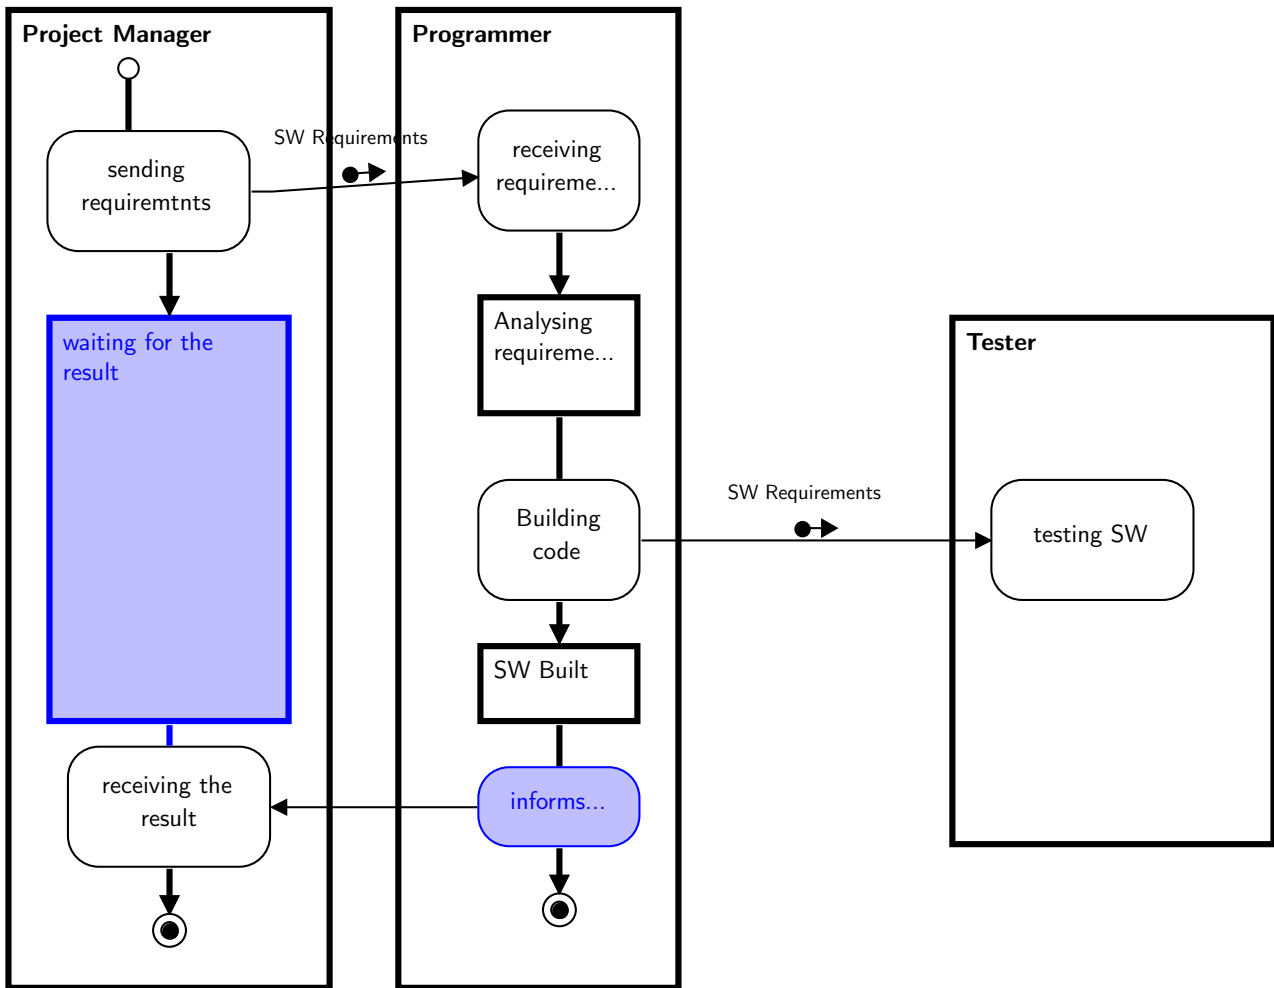 Project Manager
sending
requiremtnts
waiting for the
result
receiving the
result
SW Requirements
Programmer
receiving
requireme...
Analysing
requireme...
Building
code
SW Built
informs...
SW Requirements
Tester
testing SW